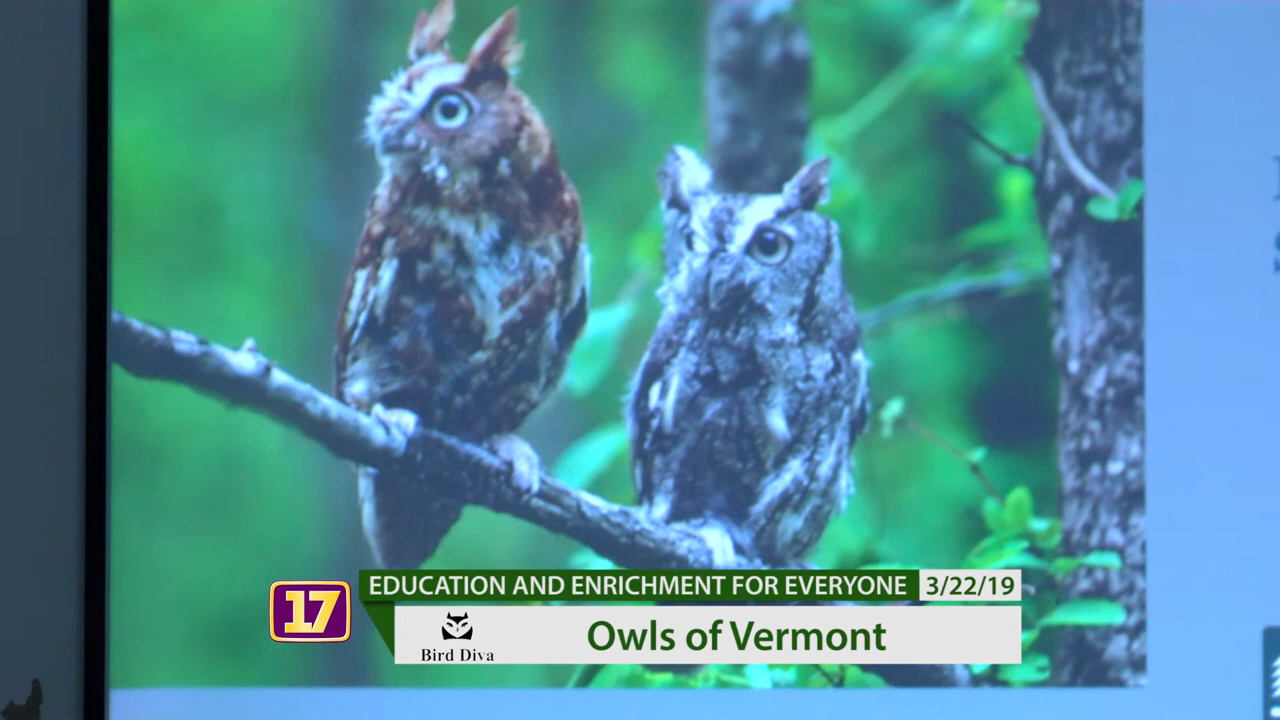 EDUCATION AND ENRICHMENT FOR EVERYONE 3/22/19
17
Owls of Vermont
Bird Diva